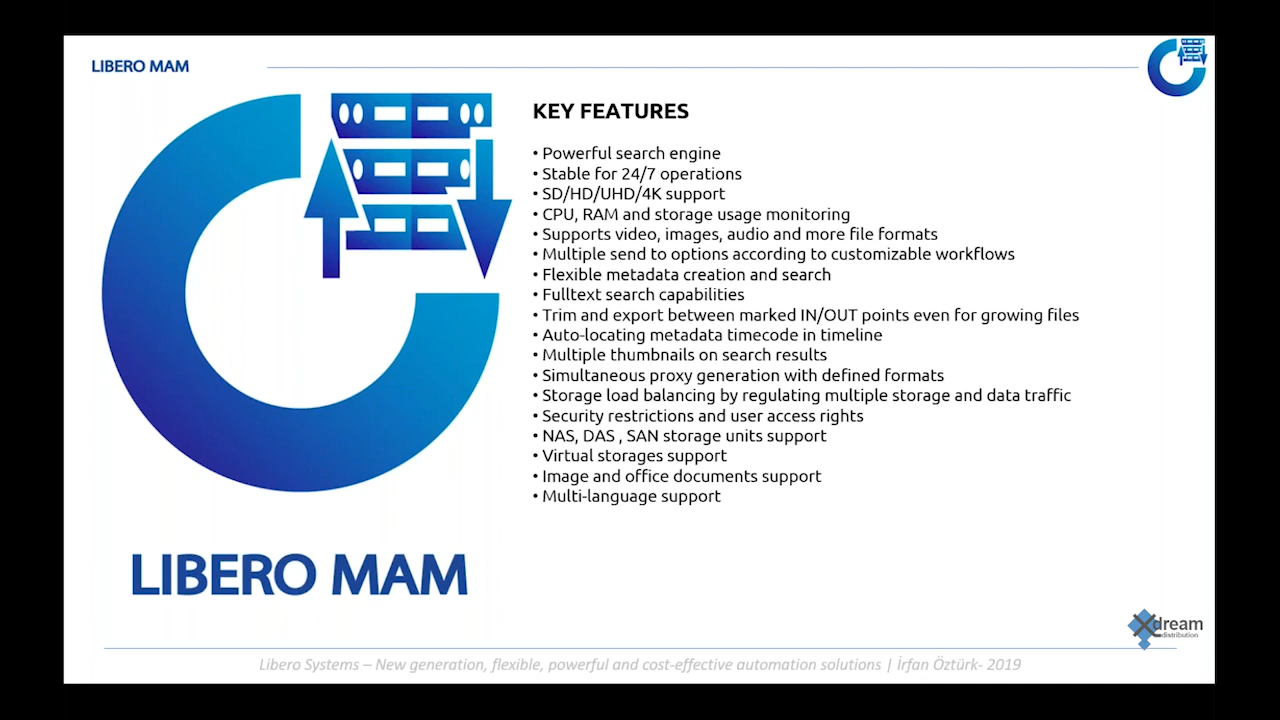 LIBERO MAM
KEY FEATURES
• Powerful search engine
• Stable for 24/7 operations
• SD/HD/UHD/4K support
• CPU, RAM and storage usage monitoring
• Supports video, images, audio and more file formats
• Multiple send to options according to customizable workflows
• Flexible metadata creation and search
• Fulltext search capabilities
• Trim and export between marked IN/OUT points even for growing files
• Auto-locating metadata timecode in timeline
• Multiple thumbnails on search results
• Simultaneous proxy generation with defined formats
• Storage load balancing by regulating multiple storage and data traffic
• Security restrictions and user access rights
• NAS, DAS , SAN storage units support
• Virtual storages support
• Image and office documents support
• Multi-language support
LIBERO MAM
Xdream
distribution
Libero Systems – New generation, flexible, powerful and cost-effective automation solutions | İrfan Öztürk- 2019